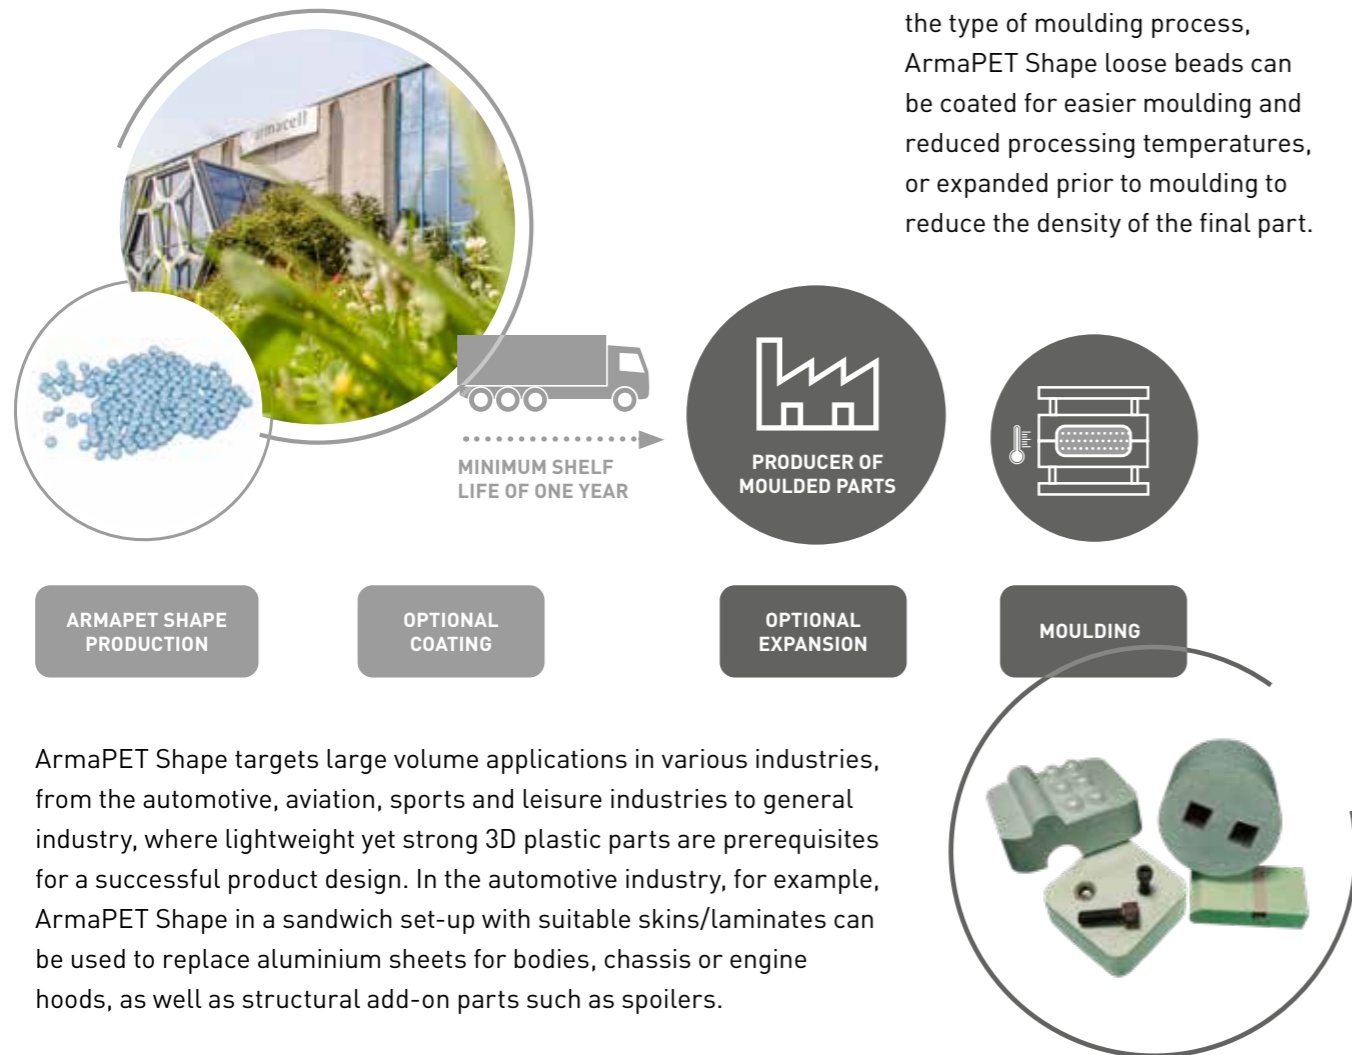 the type of moulding process,
ArmaPET Shape loose beads can
be coated for easier moulding and
reduced processing temperatures,
or expanded prior to moulding to
reduce the density of the final part.
armacell
MINIMUM SHELF
LIFE OF ONE YEAR
PRODUCER OF
MOULDED PARTS
ARMAPET SHAPE
PRODUCTION
OPTIONAL
COATING
OPTIONAL
EXPANSION
MOULDING
ArmaPET Shape targets large volume applications in various industries,
from the automotive, aviation, sports and leisure industries to general
industry, where lightweight yet strong 3D plastic parts are prerequisites
for a successful product design. In the automotive industry, for example,
ArmaPET Shape in a sandwich set-up with suitable skins/laminates can
be used to replace aluminium sheets for bodies, chassis or engine
hoods, as well as structural add-on parts such as spoilers.